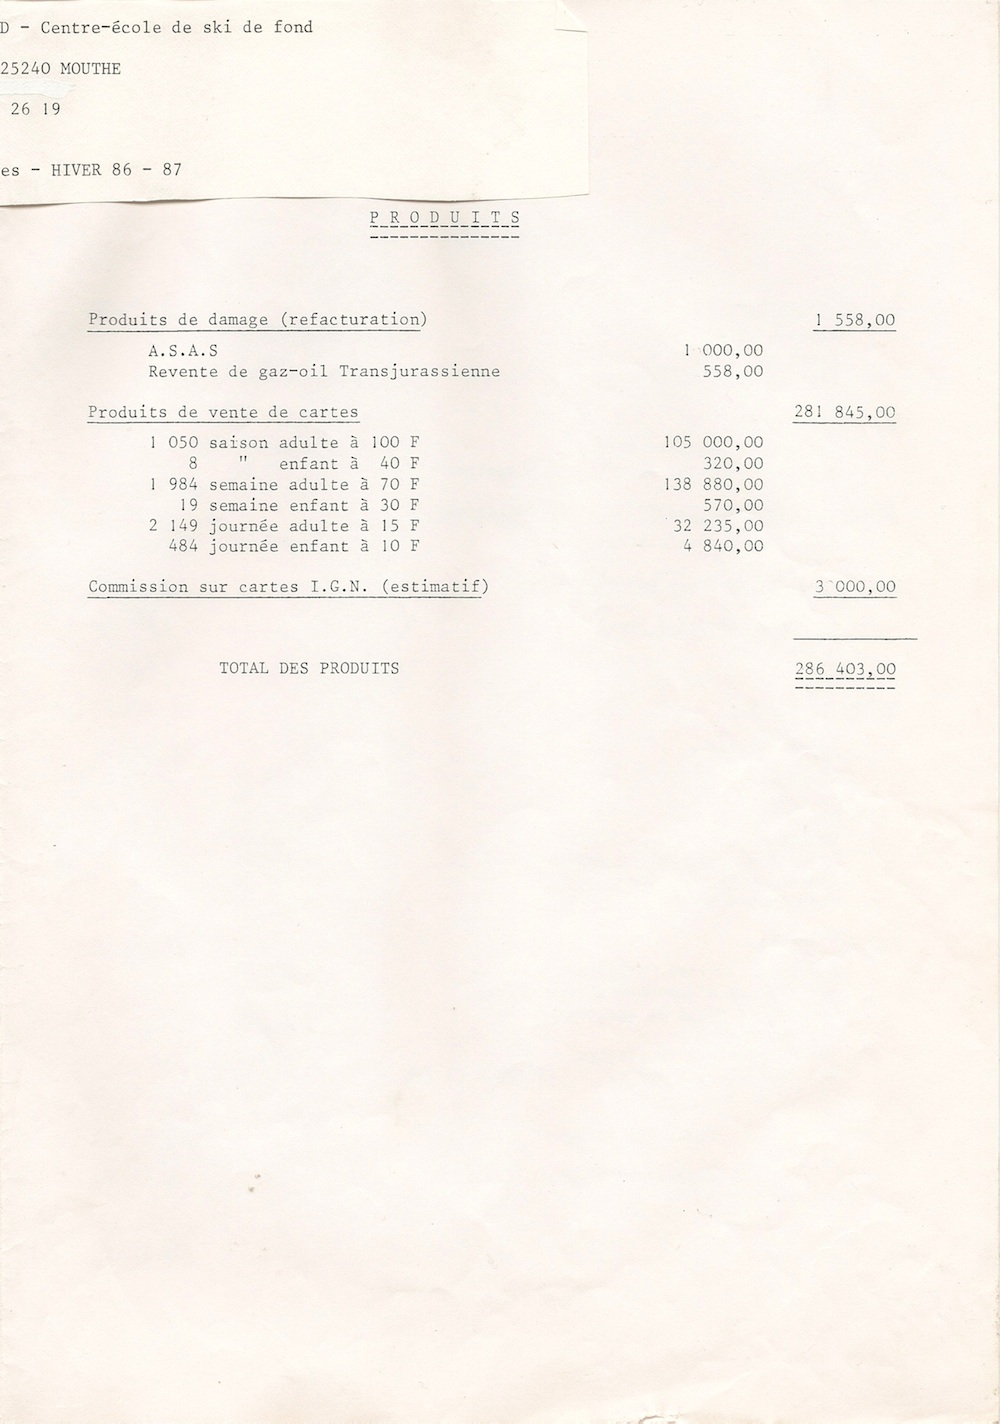 D - Centre-école de ski de fond
25240 MOUTHE
26 19
es - HIVER 86 - 87
P R O D U I T S
Produits de damage (refacturation) 1 558,00
A.S.A.S 1 000,00
Revente de gaz-oil Transjurassienne 558,00
Produits de vente de cartes 281 845,00
1 050 saison adulte à 100 F 105 000,00
8 " enfant à 40 F 320,00
1 984 semaine adulte à 70 F 138 880,00
19 semaine enfant à 30 F 570,00
2 149 journée adulte à 15 F 32 235,00
484 journée enfant à 10 F 4 840,00
Commission sur cartes I.G.N. (estimatif) 3 000,00
TOTAL DES PRODUITS 286 403,00